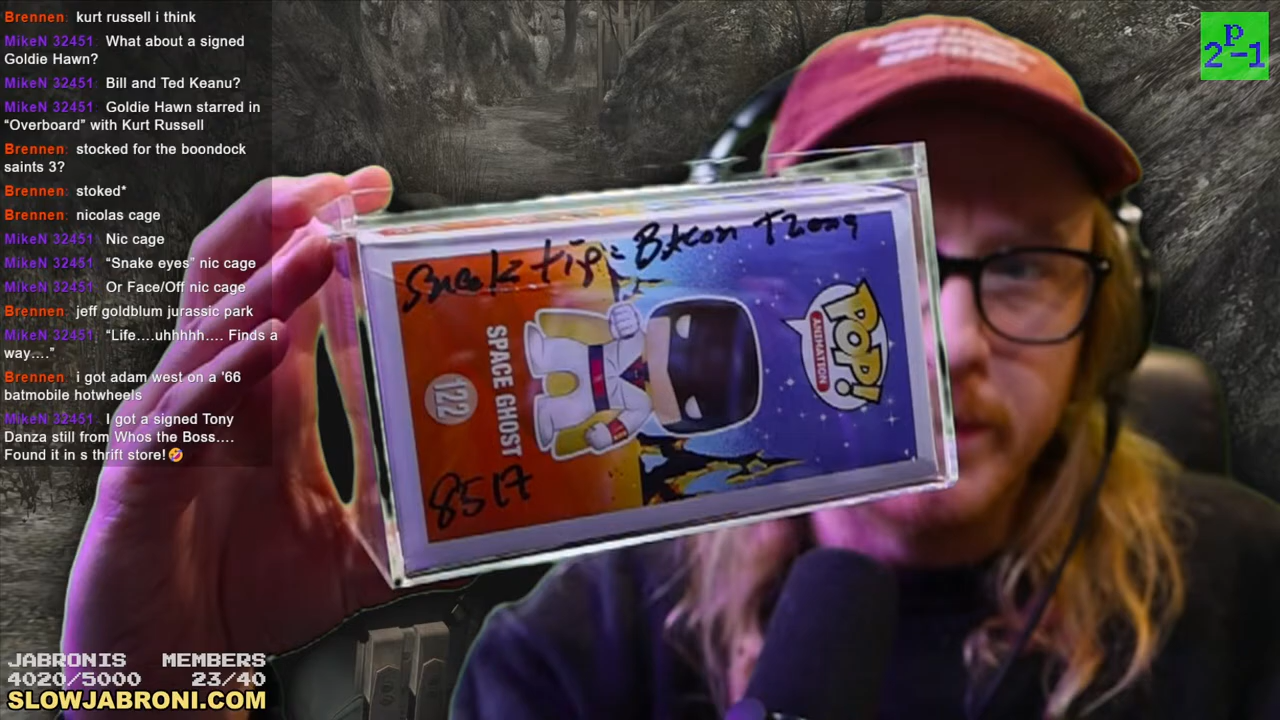 Brennen: kurt russell i think
MikeN 32451: What about a signed
Goldie Hawn?
MikeN 32451: Bill and Ted Keanu?
MikeN 32451: Goldie Hawn starred in
“Overboard” with Kurt Russell
Brennen: stocked for the boondock
saints 3?
Brennen: stoked*
Brennen: nicolas cage
MikeN 32451: Nic cage
MikeN 32451: “Snake eyes” nic cage
MikeN 32451: Or Face/Off nic cage
Brennen: jeff goldblum jurassic park
MikeN 32451: “Life....uhhhhh.... Finds a
way....”
Brennen: i got adam west on a '66
batmobile hotwheels
MikeN 32451: I got a signed Tony
Danza still from Whos the Boss....
Found it in s thrift store!🤣
P
2-1
tip: Bacon
POP!
ANIMATION
SPACE GHOST
122
8517
JABRONIS MEMBERS
4020/5000 23/40
SLOWJABRONI.COM